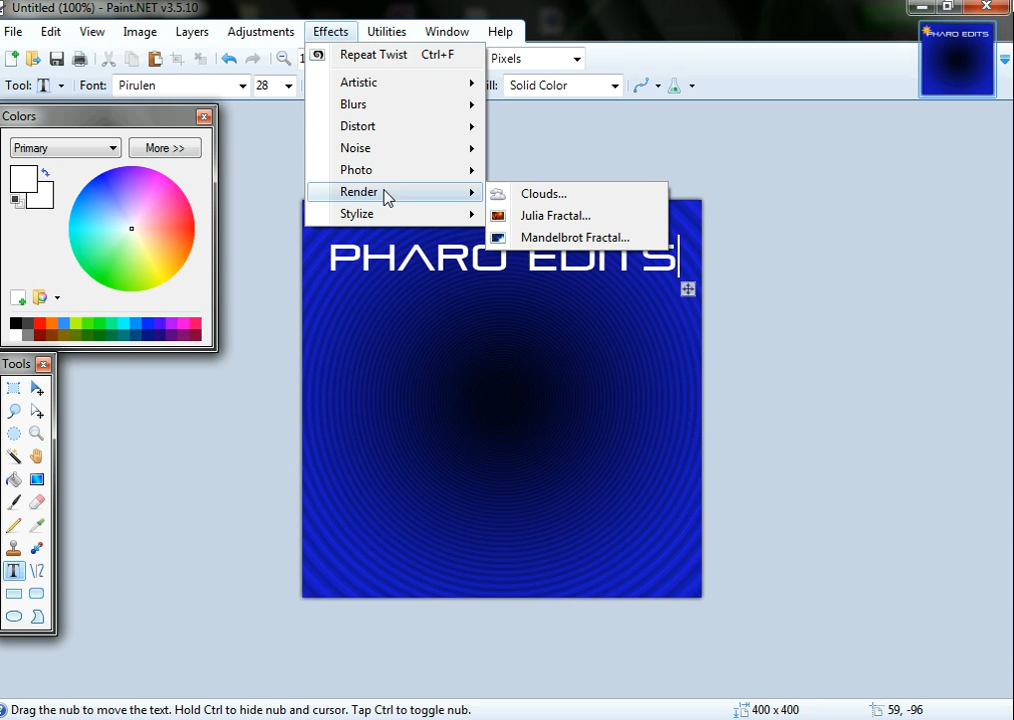 Untitled (100%) - Paint.NET v3.5.10
File Edit View Image Layers Adjustments Effects Utilities Window Help
PHARO EDITS
Repeat Twist Ctrl+F
Pixels
Tool: T Font: Pirulen 28
Solid Color
Artistic
Blurs
Distort
Noise
Photo
Render
Stylize
Clouds...
Julia Fractal...
Mandelbrot Fractal...
Colors
Primary More >>
PHARO EDITS
Tools
T
Drag the nub to move the text. Hold Ctrl to hide nub and cursor. Tap Ctrl to toggle nub. 400 x 400 59, -96